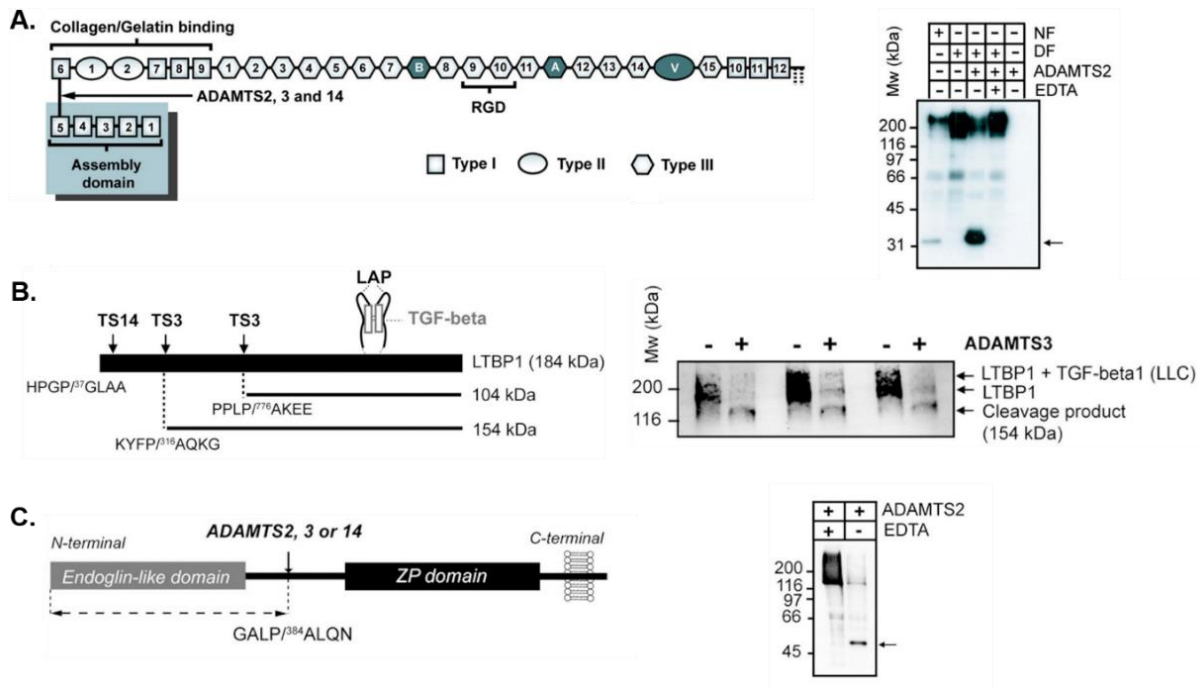 A.
Collagen/Gelatin binding
6 1 2 7 8 9 1 2 3 4 5 6 7 B 8 9 10 11 A 12 13 14 V 15 10 11 12
ADAMTS2, 3 and 14
RGD
5 4 3 2 1
Assembly
domain
Type I Type II Type III
Mw (kDa)
+ - - - - NF
- + + + - DF
- - + + + ADAMTS2
- - - + - EDTA
200
116
97
66
45
31
B.
LAP
TGF-beta
TS14 TS3 TS3
LTBP1 (184 kDa)
HPGP/³⁷GLAA
104 kDa
PPLP/⁷⁷⁶AKEE
154 kDa
KYFP/³¹⁶AQKG
Mw (kDa)
- + - + - + ADAMTS3
LTBP1 + TGF-beta1 (LLC)
200
LTBP1
116
Cleavage product
(154 kDa)
C.
ADAMTS2, 3 or 14
N-terminal
C-terminal
Endoglin-like domain
ZP domain
GALP/³⁸⁴ALQN
+ + ADAMTS2
+ - EDTA
200
116
97
66
45